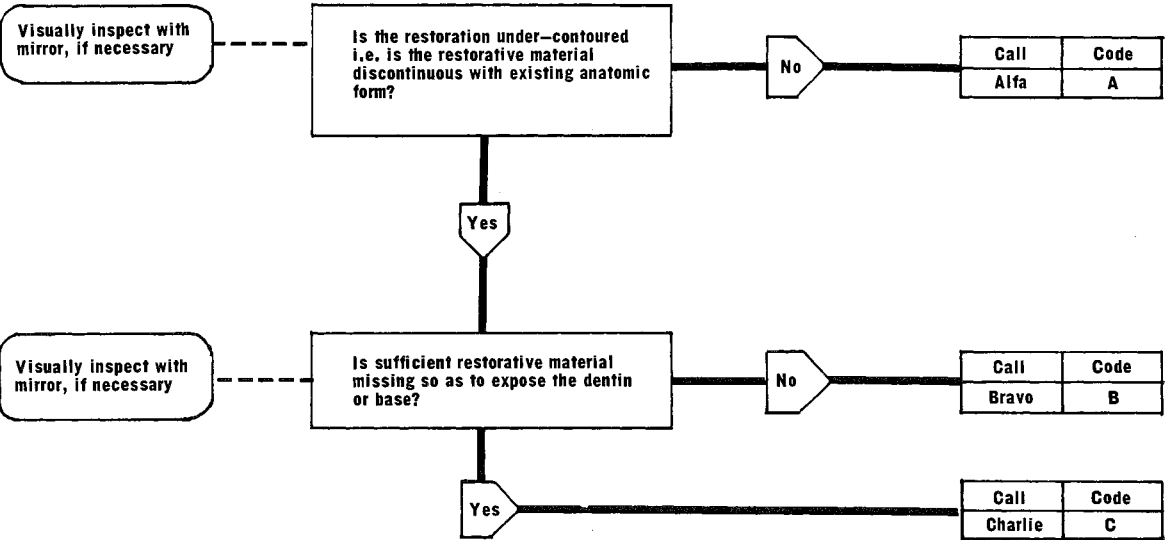 Visually inspect with
mirror, if necessary
Is the restoration under–contoured
i.e. is the restorative material
discontinuous with existing anatomic
form?
No
Call Code
Alfa A
Yes
Visually inspect with
mirror, if necessary
Is sufficient restorative material
missing so as to expose the dentin
or base?
No
Call Code
Bravo B
Yes
Call Code
Charlie C